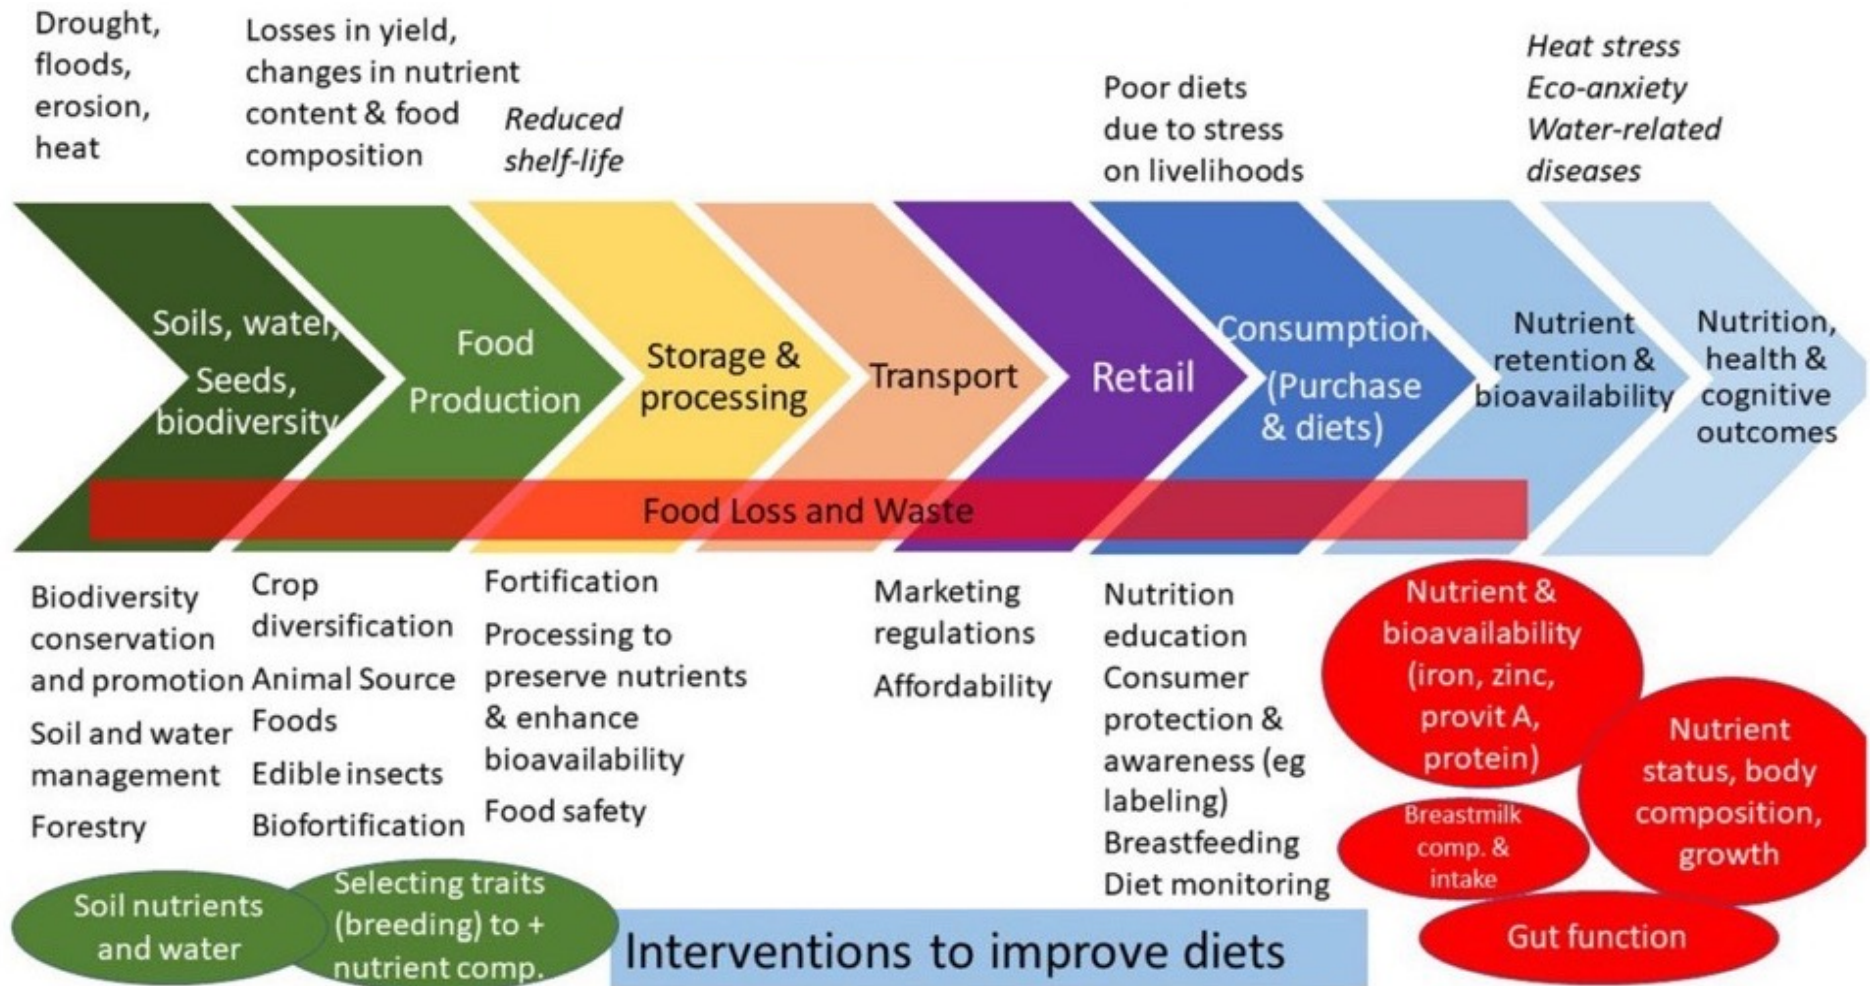 Drought,
floods,
erosion,
heat
Losses in yield,
changes in nutrient
content & food
composition
Reduced
shelf-life
Poor diets
due to stress
on livelihoods
Heat stress
Eco-anxiety
Water-related
diseases
Soils, water,
Seeds,
biodiversity
Food
Production
Storage &
processing
Transport
Retail
Consumption
(Purchase
& diets)
Nutrient
retention &
bioavailability
Nutrition,
health &
cognitive
outcomes
Food Loss and Waste
Biodiversity
conservation
and promotion
Soil and water
management
Forestry
Crop
diversification
Animal Source
Foods
Edible insects
Biofortification
Fortification
Processing to
preserve nutrients
& enhance
bioavailability
Food safety
Marketing
regulations
Affordability
Nutrition
education
Consumer
protection &
awareness (eg
labeling)
Breastfeeding
Diet monitoring
Nutrient &
bioavailability
(iron, zinc,
provit A,
protein)
Nutrient
status, body
composition,
growth
Breastmilk
comp. &
intake
Gut function
Soil nutrients
and water
Selecting traits
(breeding) to +
nutrient comp.
Interventions to improve diets